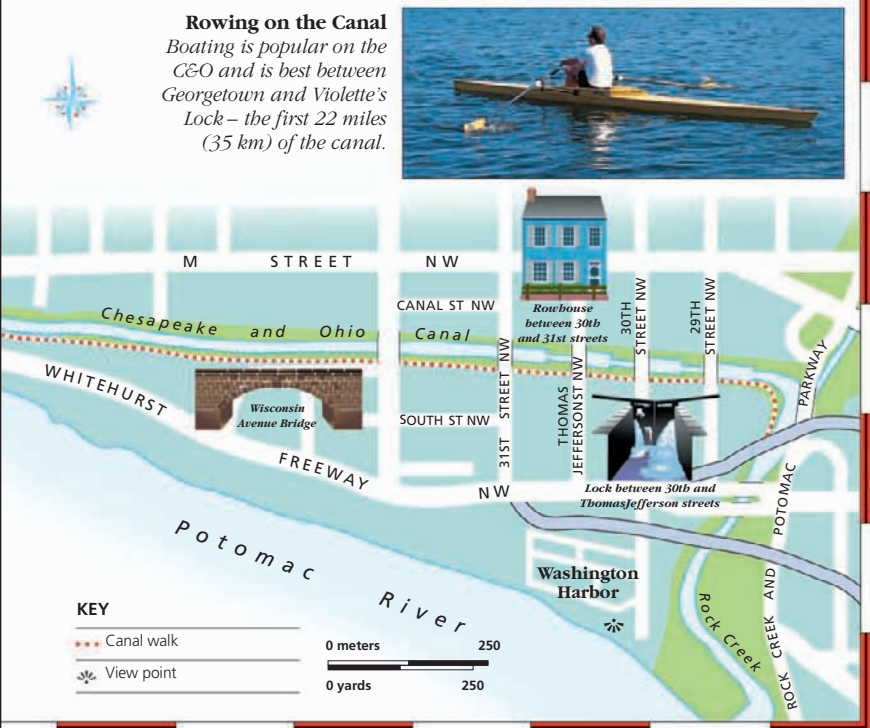 Rowing on the Canal
Boating is popular on the
C&O and is best between
Georgetown and Violette's
Lock – the first 22 miles
(35 km) of the canal.
M STREET NW
CANAL ST NW
Chesapeake and Ohio Canal
Rowhouse
between 30th
and 31st streets
30TH
STREET NW
29TH
STREET NW
WHITEHURST FREEWAY NW
Wisconsin
Avenue Bridge
SOUTH ST NW
31ST STREET NW
THOMAS
JEFFERSON ST NW
Lock between 30th and
ThomasJefferson streets
ROCK CREEK AND POTOMAC PARKWAY
Potomac River
Washington
Harbor
Rock Creek
KEY
Canal walk
View point
0 meters 250
0 yards 250